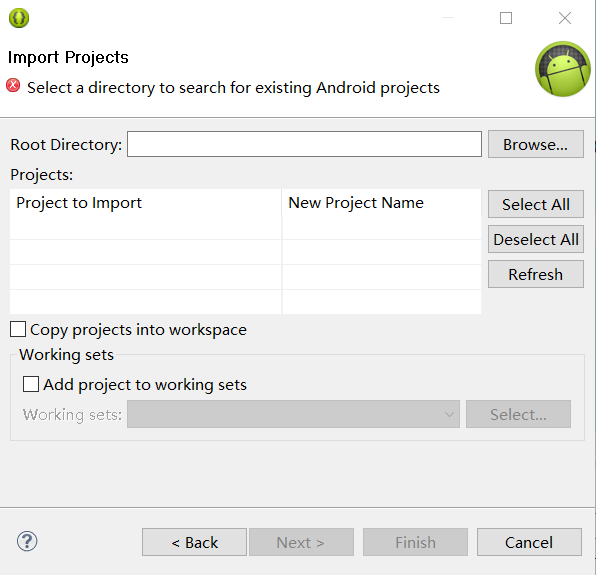 Import Projects
Select a directory to search for existing Android projects
Root Directory:
Browse...
Projects:
Project to Import
New Project Name
Select All
Deselect All
Refresh
Copy projects into workspace
Working sets
Add project to working sets
Working sets:
Select...
?
< Back
Next >
Finish
Cancel